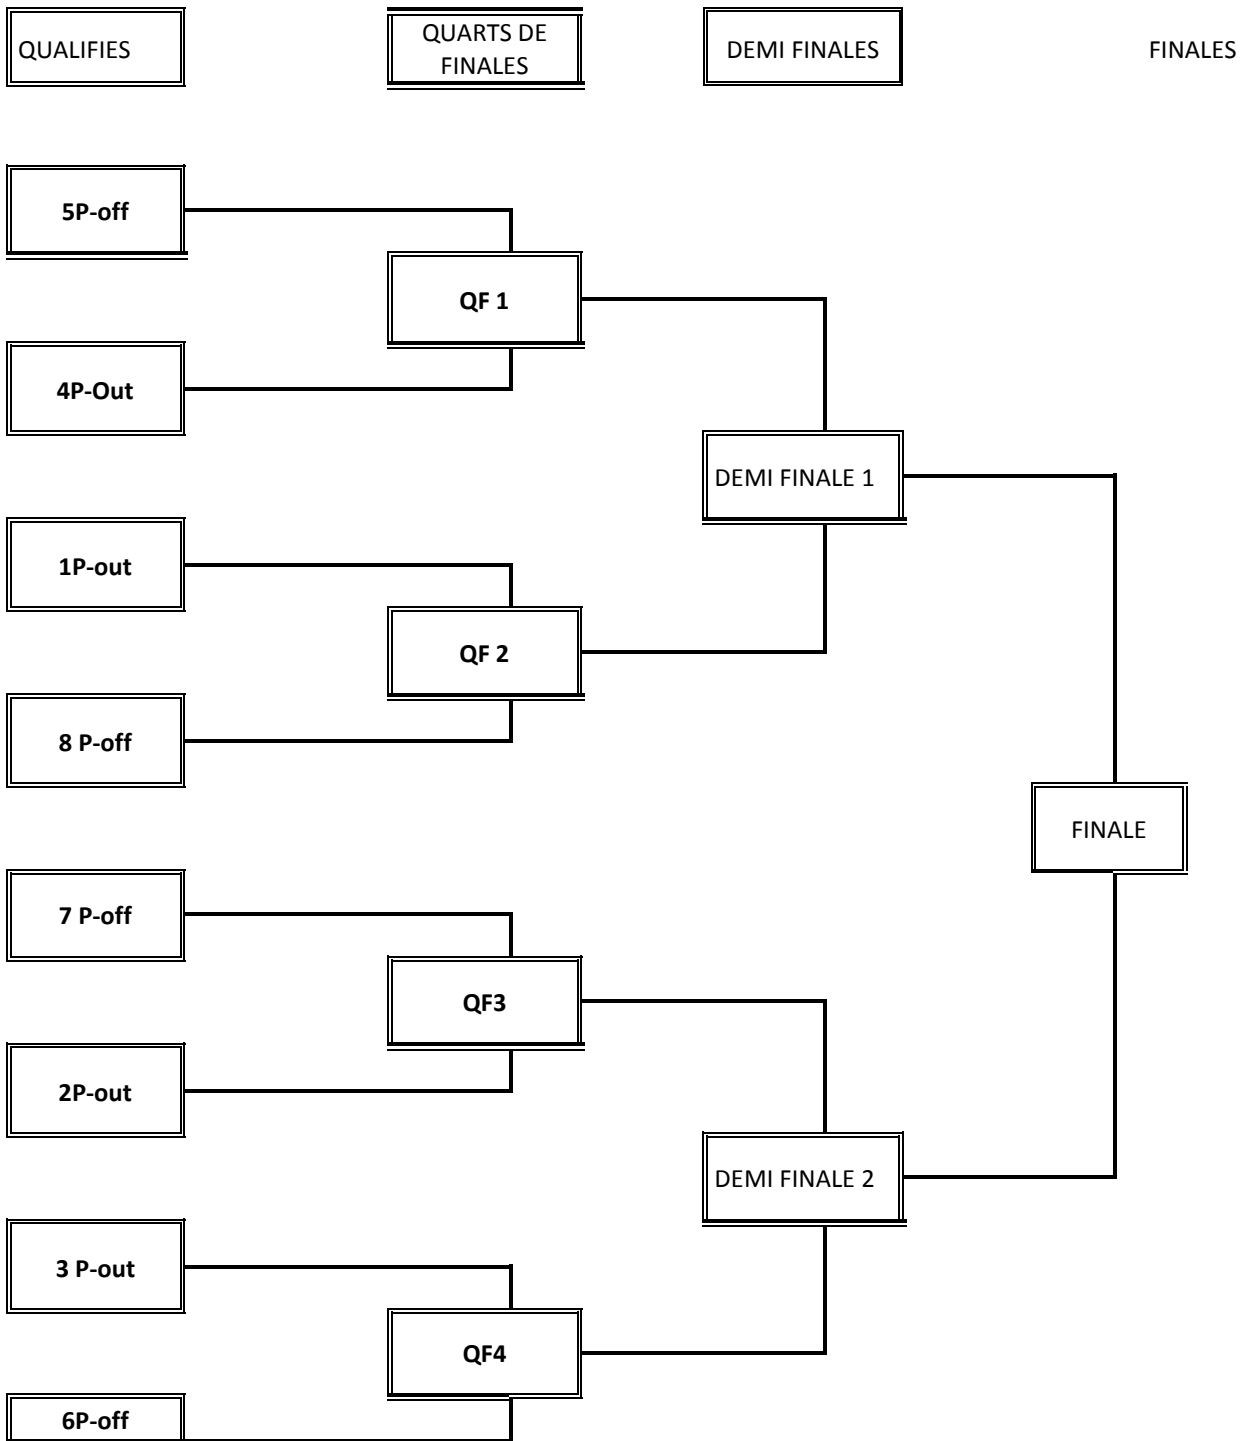 QUALIFIES
QUARTS DE
FINALES
DEMI FINALES
FINALES
5P-off
QF 1
4P-Out
DEMI FINALE 1
1P-out
QF 2
8 P-off
FINALE
7 P-off
QF3
2P-out
DEMI FINALE 2
3 P-out
QF4
6P-off